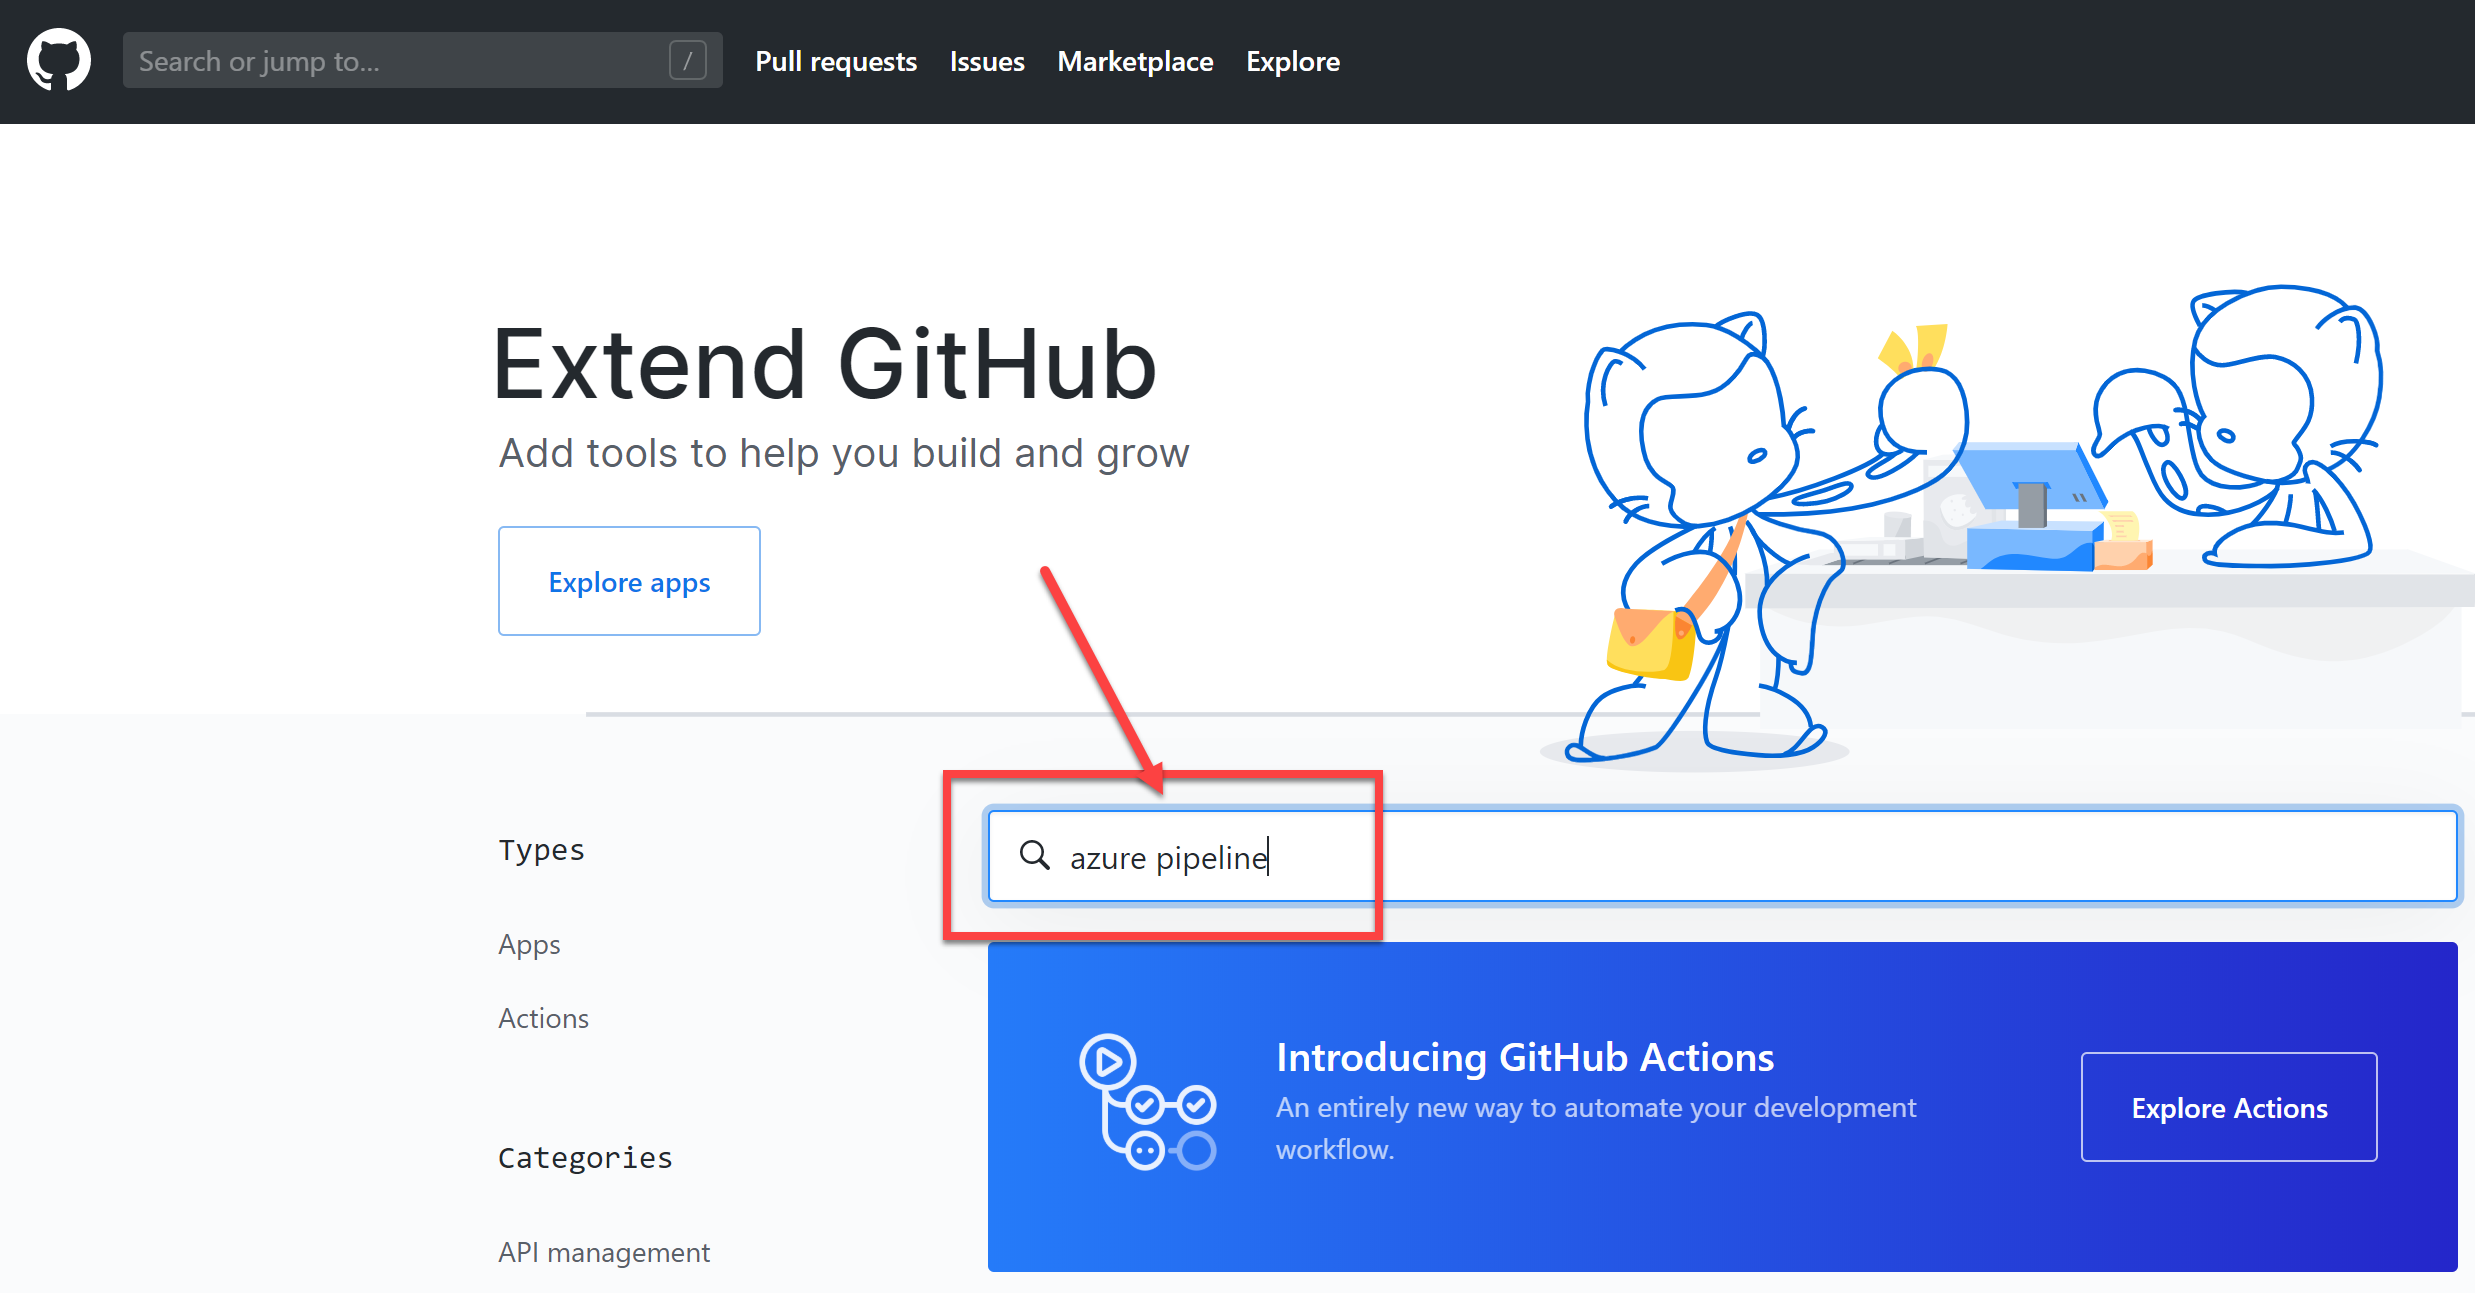 Search or jump to... /
Pull requests Issues Marketplace Explore
Extend GitHub
Add tools to help you build and grow
Explore apps
azure pipeline
Types
Apps
Actions
Categories
API management
Introducing GitHub Actions
An entirely new way to automate your development
workflow.
Explore Actions